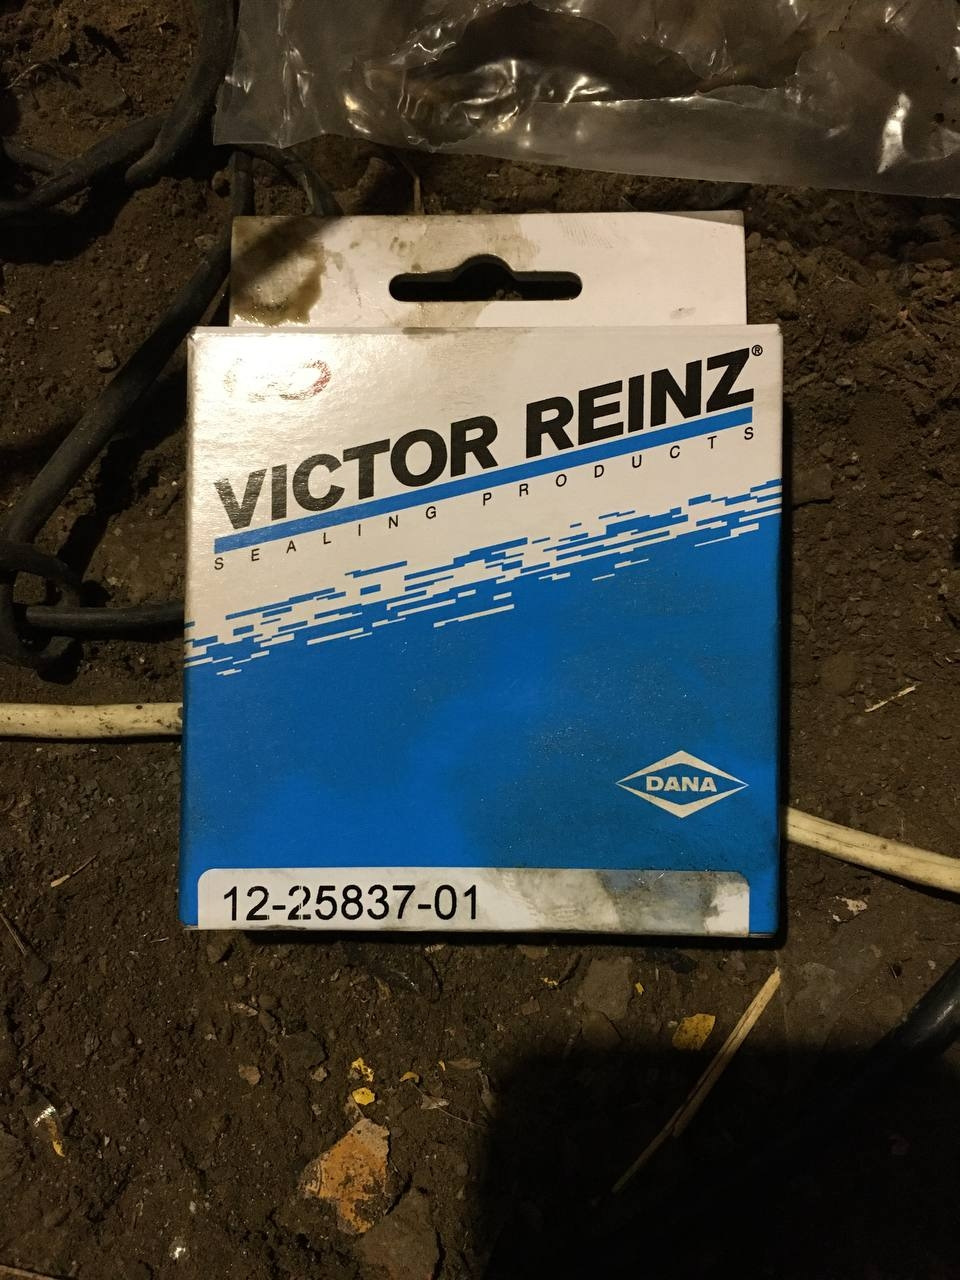 VICTOR REINZ®
SEALING PRODUCTS
DANA
12-25837-01